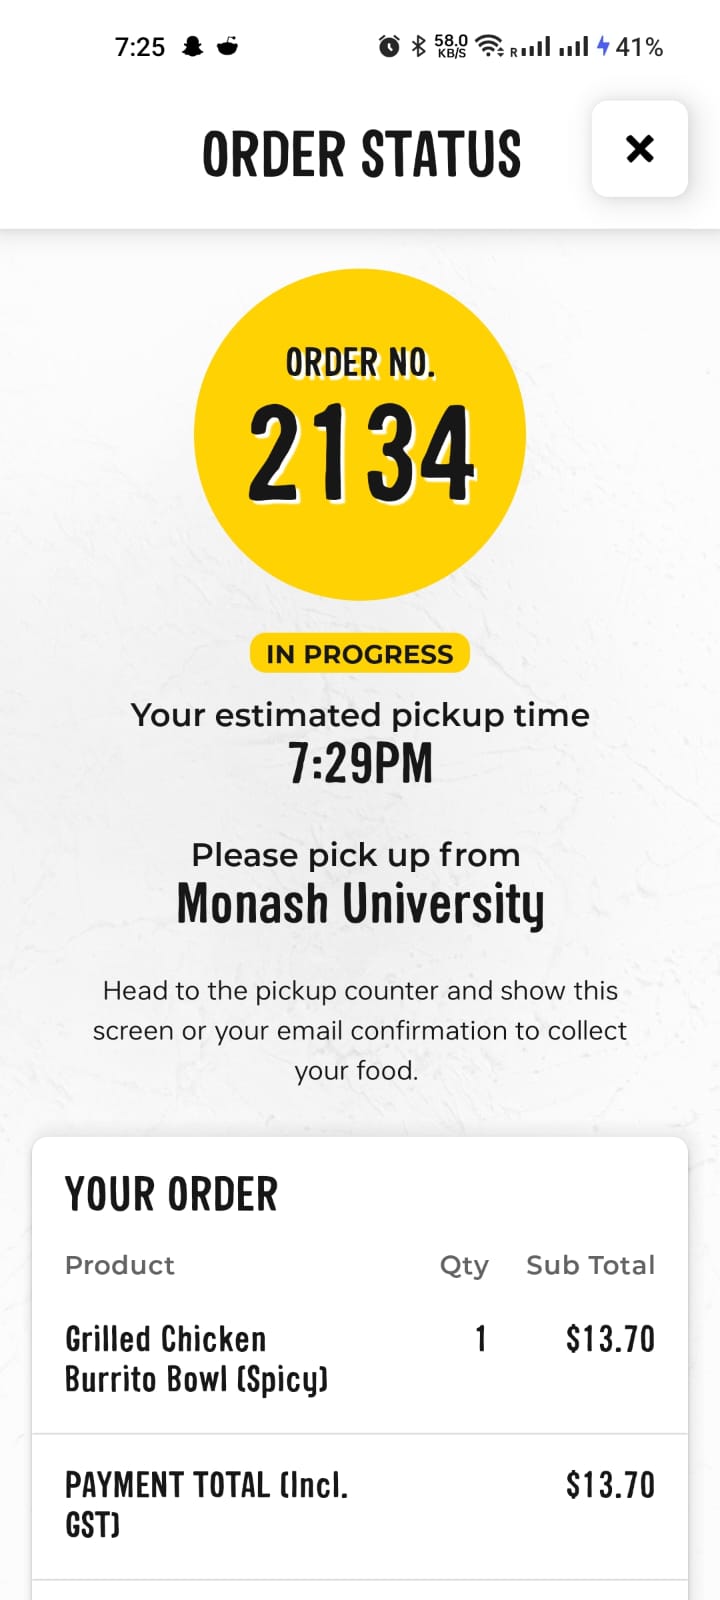 7:25 58.0 KB/S R 41%
ORDER STATUS
ORDER NO.
2134
IN PROGRESS
Your estimated pickup time
7:29PM
Please pick up from
Monash University
Head to the pickup counter and show this
screen or your email confirmation to collect
your food.
YOUR ORDER
Product Qty Sub Total
Grilled Chicken 1 $13.70
Burrito Bowl (Spicy)
PAYMENT TOTAL (Incl. $13.70
GST)